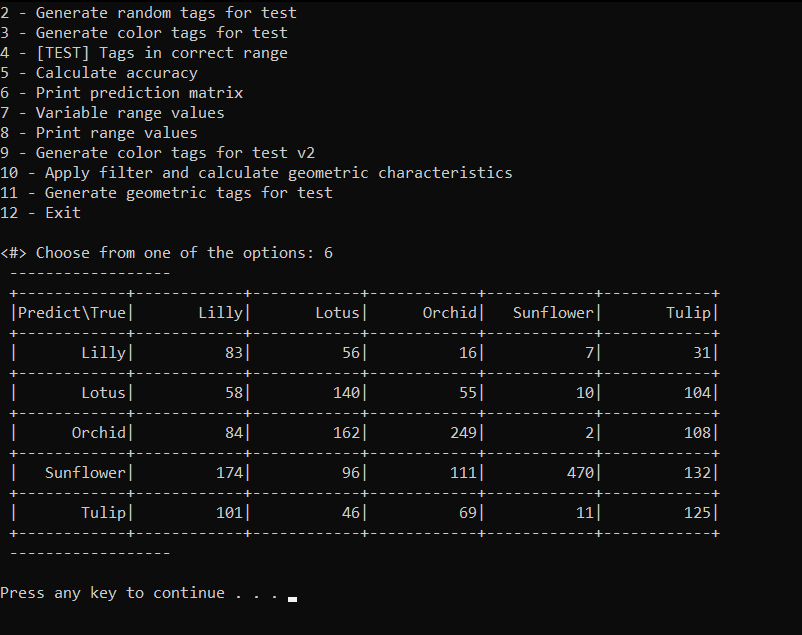 2 - Generate random tags for test
3 - Generate color tags for test
4 - [TEST] Tags in correct range
5 - Calculate accuracy
6 - Print prediction matrix
7 - Variable range values
8 - Print range values
9 - Generate color tags for test v2
10 - Apply filter and calculate geometric characteristics
11 - Generate geometric tags for test
12 - Exit

<#> Choose from one of the options: 6
 ------------------
 +------------+------------+------------+------------+------------+
 |Predict\True|       Lilly|       Lotus|      Orchid|   Sunflower|       Tulip|
 +------------+------------+------------+------------+------------+
 |       Lilly|          83|          56|          16|           7|          31|
 +------------+------------+------------+------------+------------+
 |       Lotus|          58|         140|          55|          10|         104|
 +------------+------------+------------+------------+------------+
 |      Orchid|          84|         162|         249|           2|         108|
 +------------+------------+------------+------------+------------+
 |   Sunflower|         174|          96|         111|         470|         132|
 +------------+------------+------------+------------+------------+
 |       Tulip|         101|          46|          69|          11|         125|
 +------------+------------+------------+------------+------------+
 ------------------

Press any key to continue . . .